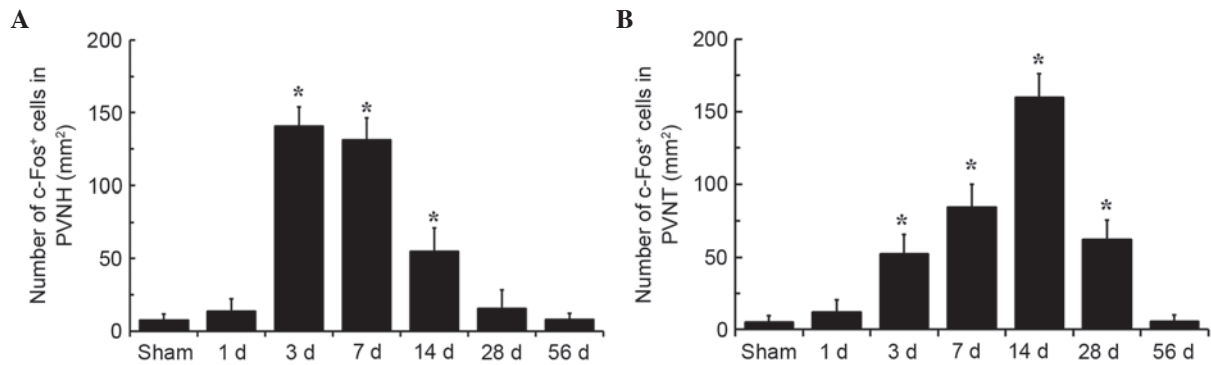 A
Number of c-Fos⁺ cells in
PVNH (mm²)
200
150
100
50
0
*
*
*
Sham 1 d 3 d 7 d 14 d 28 d 56 d
B
Number of c-Fos⁺ cells in
PVNT (mm²)
200
150
100
50
0
*
*
*
*
Sham 1 d 3 d 7 d 14 d 28 d 56 d